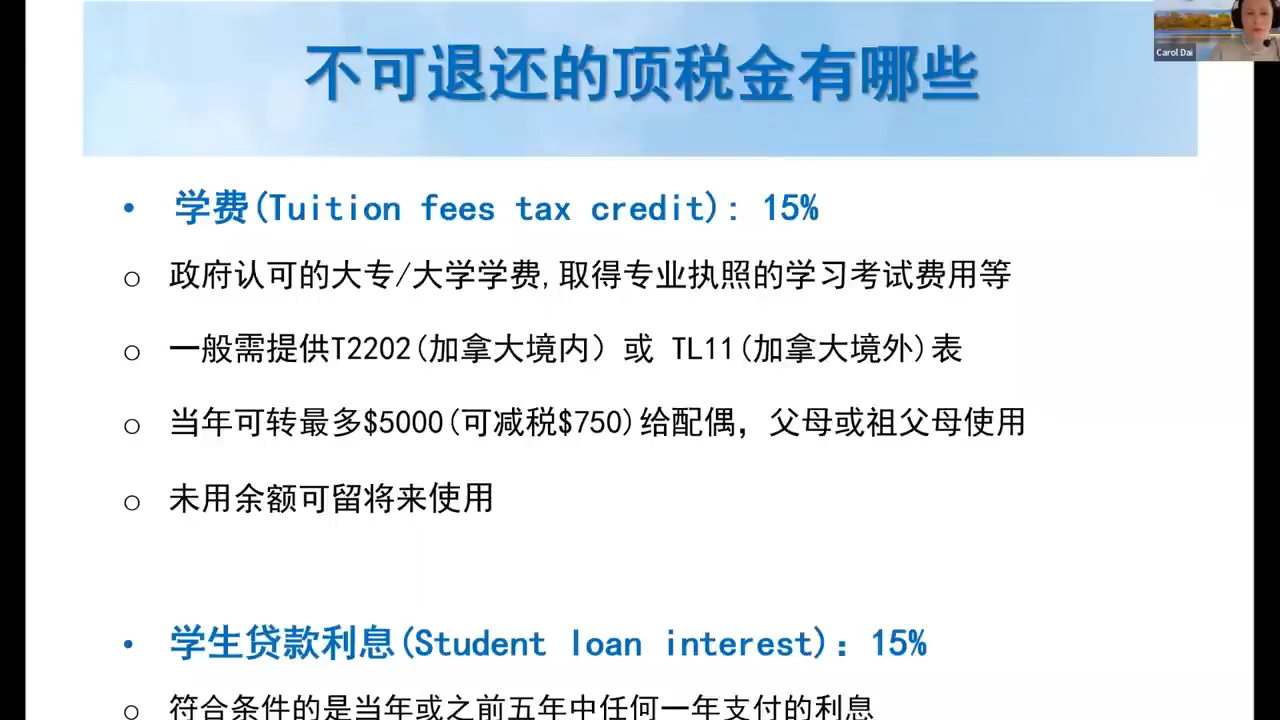 不可退还的顶税金有哪些
Carol Dai
• 学费(Tuition fees tax credit): 15%
o 政府认可的大专/大学学费,取得专业执照的学习考试费用等
o 一般需提供T2202(加拿大境内）或 TL11(加拿大境外)表
o 当年可转最多$5000(可减税$750)给配偶，父母或祖父母使用
o 未用余额可留将来使用
• 学生贷款利息(Student loan interest)：15%
o 符合条件的是当年或之前五年中任何一年支付的利息